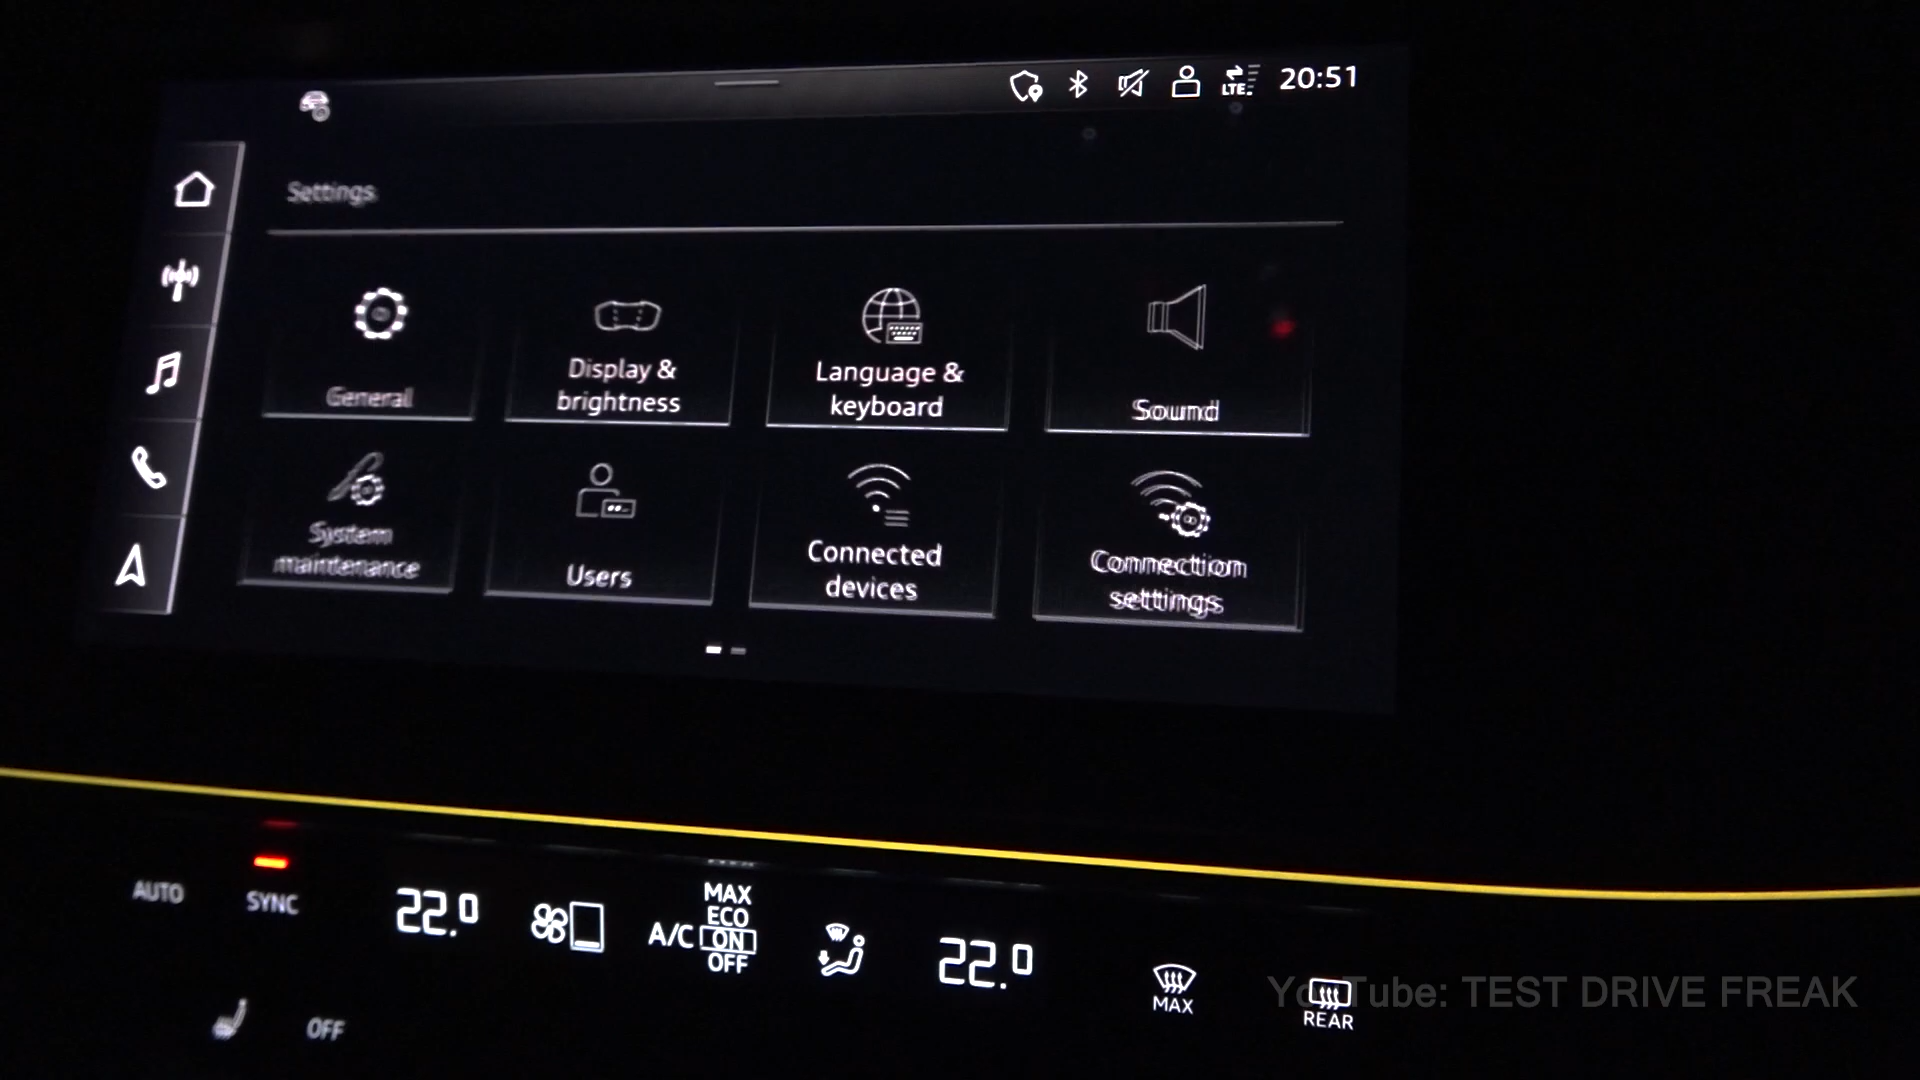 LTE
20:51
Settings
General
Display &
brightness
Language &
keyboard
Sound
System
maintenance
Users
Connected
devices
Connection
settings
AUTO
SYNC
22.0
A/C
MAX
ECO
ON
OFF
22.0
MAX
REAR
OFF
YouTube: TEST DRIVE FREAK